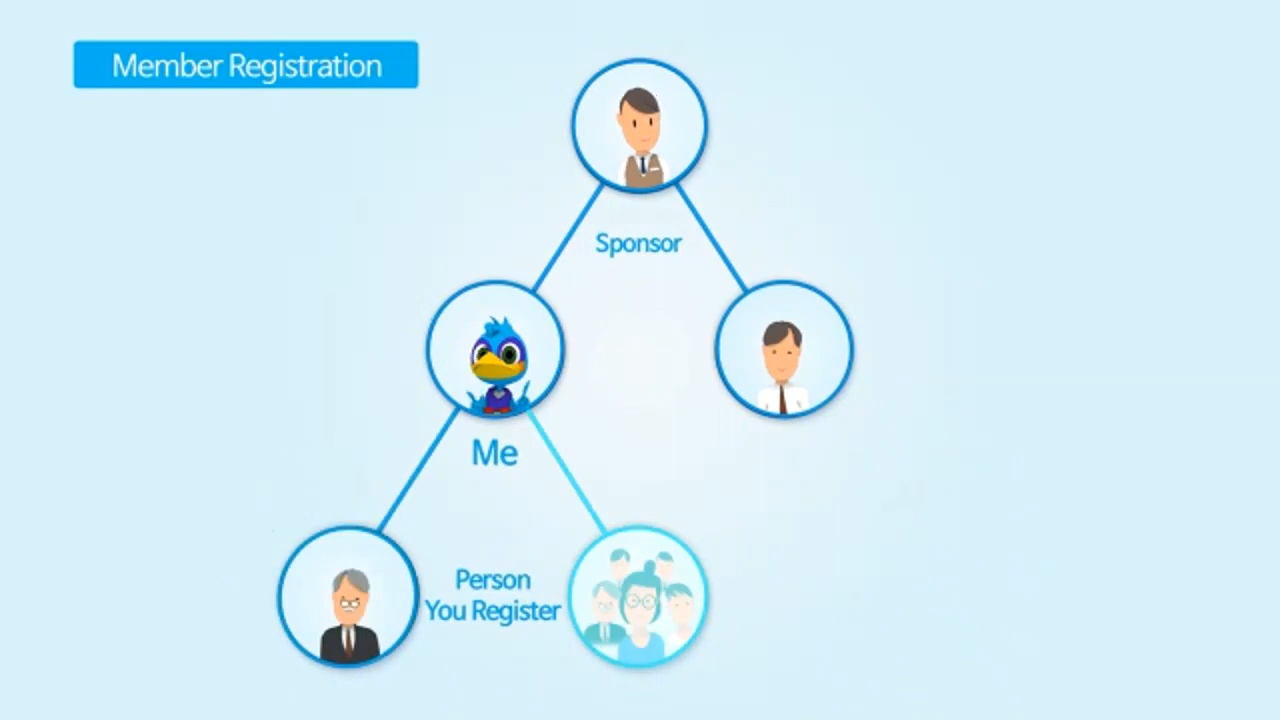 Member Registration
Sponsor
Me
Person
You Register